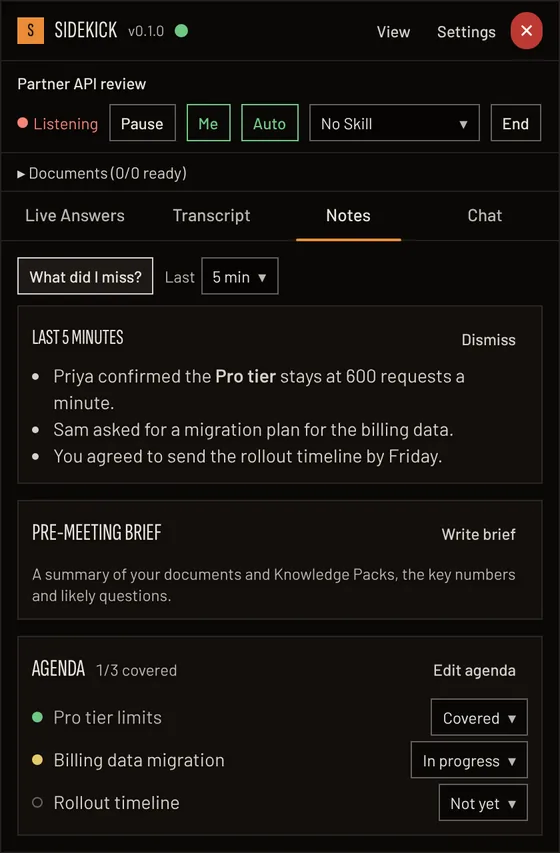 S SIDEKICK v0.1.0 View Settings ✕
Partner API review
Listening Pause Me Auto No Skill ▾ End
▸ Documents (0/0 ready)
Live Answers Transcript Notes Chat
What did I miss? Last 5 min ▾
LAST 5 MINUTES Dismiss
• Priya confirmed the Pro tier stays at 600 requests a
minute.
• Sam asked for a migration plan for the billing data.
• You agreed to send the rollout timeline by Friday.
PRE-MEETING BRIEF Write brief
A summary of your documents and Knowledge Packs, the key numbers
and likely questions.
AGENDA 1/3 covered Edit agenda
Pro tier limits Covered ▾
Billing data migration In progress ▾
Rollout timeline Not yet ▾